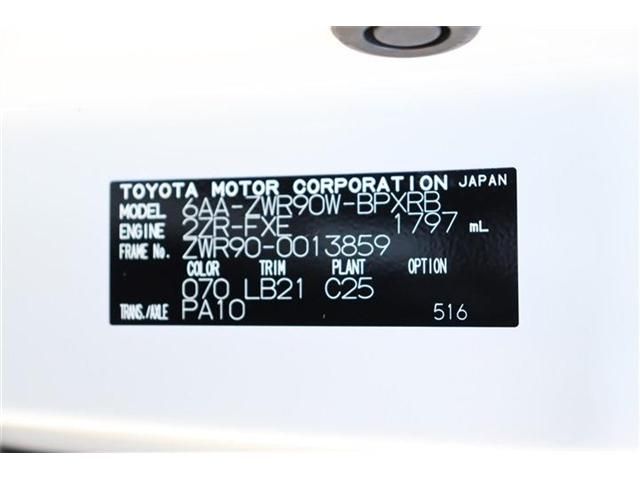 TOYOTA MOTOR CORPORATION JAPAN
MODEL 6AA-ZWR90W-BPXRB
ENGINE 2ZR-FXE 1797 mL
FRAME No. ZWR90-0013859
COLOR TRIM PLANT OPTION
070 LB21 C25
TRANS./AXLE PA10 516